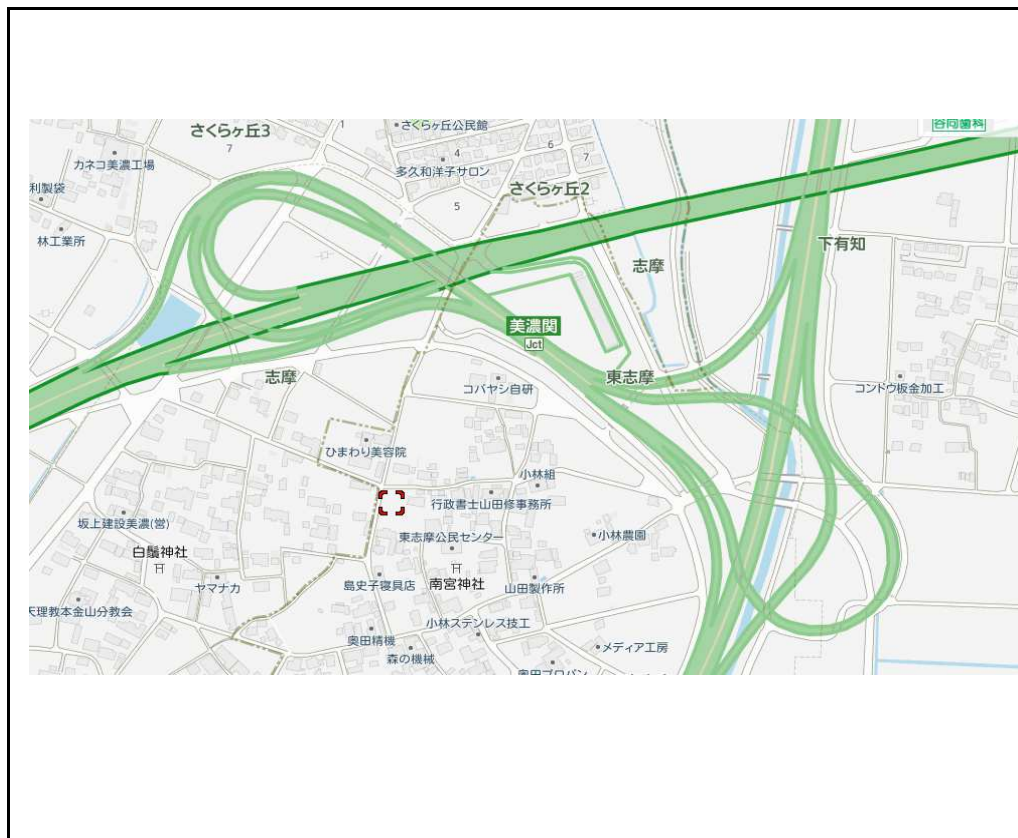 さくらヶ丘3
7
1
さくらヶ丘公民館
谷向歯科
カネコ美濃工場
4
6
7
多久和洋子サロン
利製袋
さくらヶ丘2
5
林工業所
下有知
志摩
美濃関
Jct
志摩
東志摩
コバヤシ自研
コンドウ板金加工
ひまわり美容院
小林組
行政書士山田修事務所
坂上建設美濃(営)
東志摩公民センター
小林農園
白鬚神社
ヤマナカ
島史子寝具店
南宮神社
山田製作所
天理教本金山分教会
小林ステンレス技工
奥田精機
メディア工房
森の機械
奥田プロパン